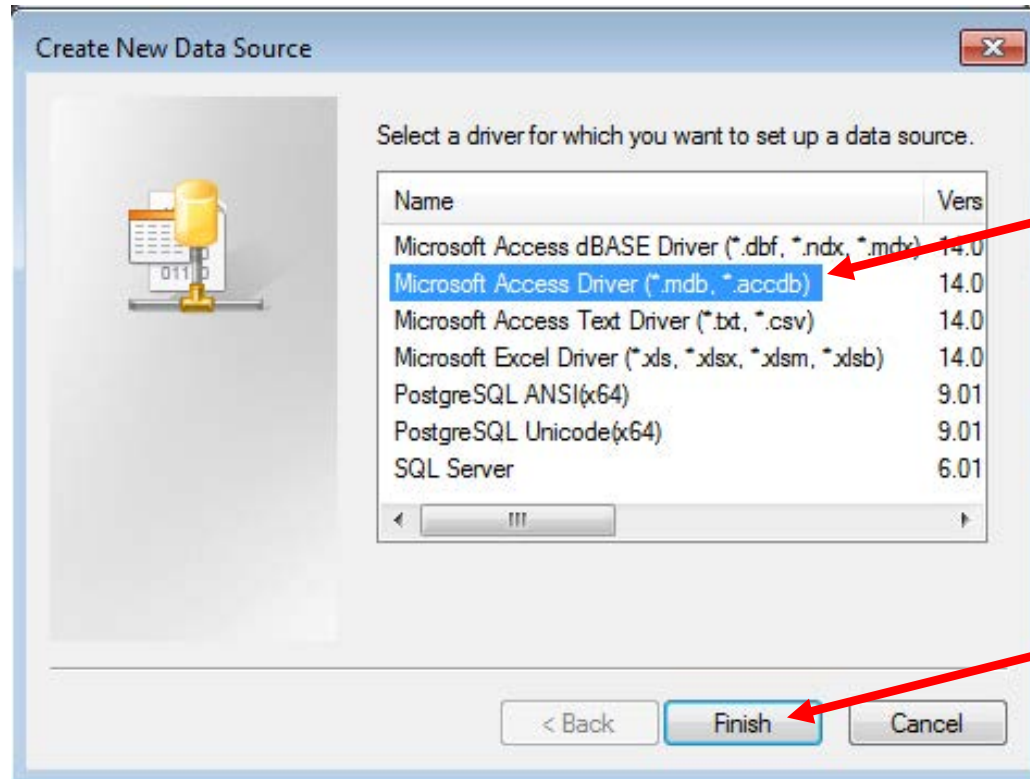 Create New Data Source
Select a driver for which you want to set up a data source.
Name Vers
Microsoft Access dBASE Driver (*.dbf, *.ndx, *.mdx) 14.0
Microsoft Access Driver (*.mdb, *.accdb) 14.0
Microsoft Access Text Driver (*.txt, *.csv) 14.0
Microsoft Excel Driver (*.xls, *.xlsx, *.xlsm, *.xlsb) 14.0
PostgreSQL ANSI(x64) 9.01
PostgreSQL Unicode(x64) 9.01
SQL Server 6.01
< Back Finish Cancel